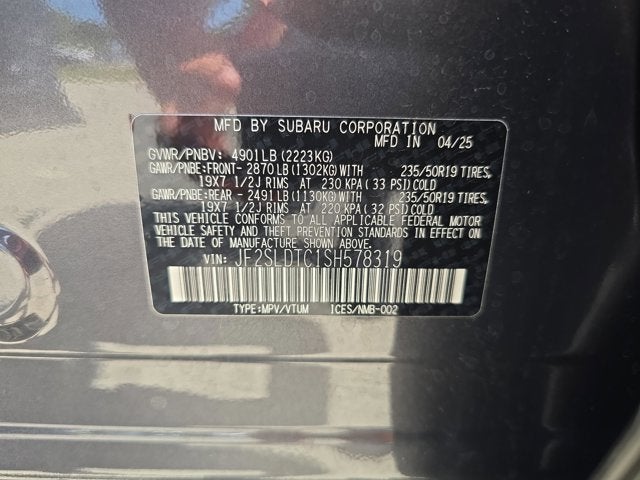 MFD BY SUBARU CORPORATION
MFD IN 04/25
GVWR/PNBV: 4901LB (2223KG)
GAWR/PNBE:FRONT- 2870LB (1302KG) WITH 235/50R19 TIRES,
19X7 1/2J RIMS AT 230 KPA (33 PSI) COLD
GAWR/PNBE:REAR - 2491LB (1130KG) WITH 235/50R19 TIRES,
19X7 1/2J RIMS AT 220 KPA (32 PSI) COLD
THIS VEHICLE CONFORMS TO ALL APPLICABLE FEDERAL MOTOR
VEHICLE SAFETY AND THEFT PREVENTION STANDARDS IN EFFECT
ON THE DATE OF MANUFACTURE SHOWN ABOVE.
VIN: JF2SLDTC1SH578319
TYPE:MPV/VTUM ICES/NMB-002